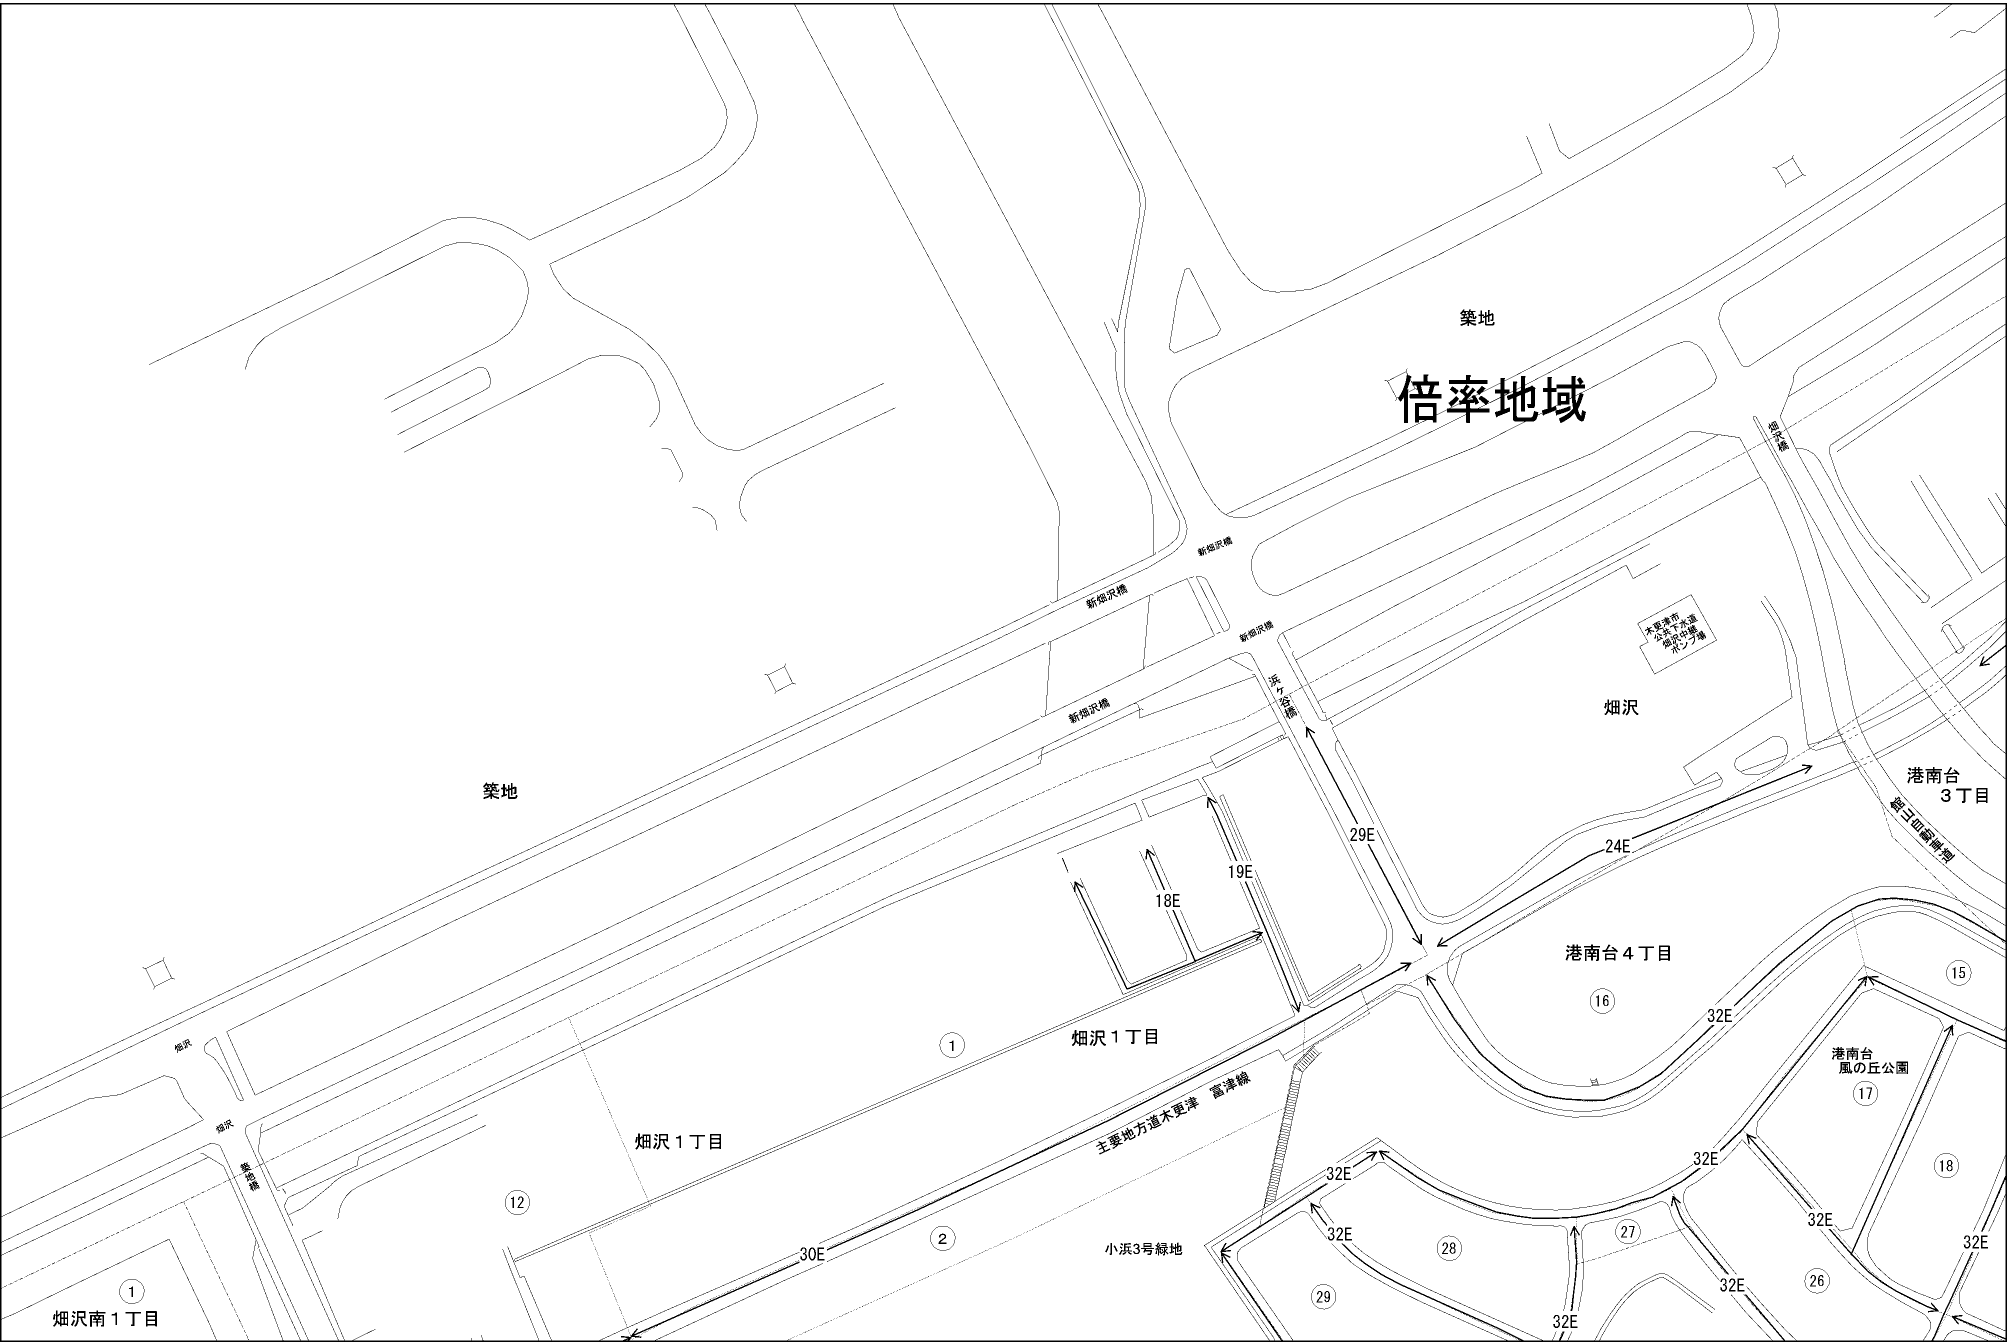 築地
倍率地域
畑沢橋
新畑沢橋
新畑沢橋
新畑沢橋
木更津市
公共下水道
畑沢中継
ポンプ場
浜ヶ谷橋
新畑沢橋
畑沢
築地
港南台
3丁目
館山自動車道
29E
24E
19E
18E
港南台4丁目
16
15
32E
畑沢
1
畑沢1丁目
港南台
風の丘公園
17
主要地方道木更津 富津線
畑沢
畑沢1丁目
築地橋
12
32E
32E
18
2
30E
小浜3号緑地
32E
28
27
32E
32E
1
畑沢南1丁目
29
32E
32E
26